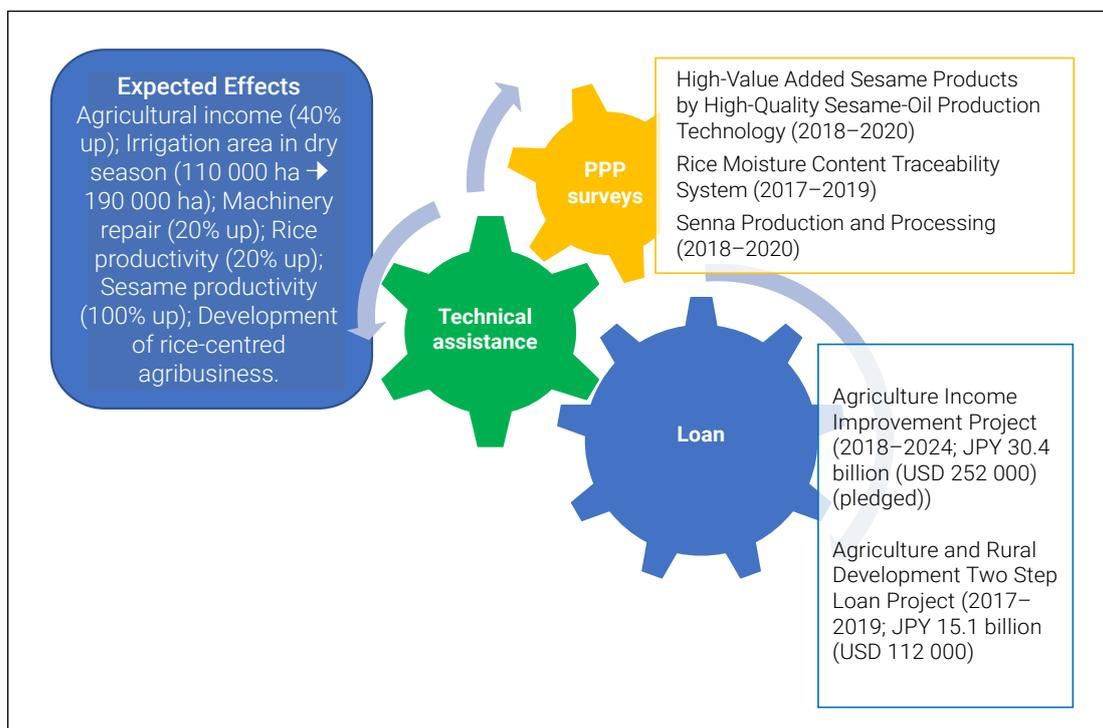 Expected Effects
Agricultural income (40%
up); Irrigation area in dry
season (110 000 ha →
190 000 ha); Machinery
repair (20% up); Rice
productivity (20% up);
Sesame productivity
(100% up); Development
of rice-centred
agribusiness.
PPP
surveys
High-Value Added Sesame Products
by High-Quality Sesame-Oil Production
Technology (2018–2020)
Rice Moisture Content Traceability
System (2017–2019)
Senna Production and Processing
(2018–2020)
Technical
assistance
Loan
Agriculture Income
Improvement Project
(2018–2024; JPY 30.4
billion (USD 252 000)
(pledged))
Agriculture and Rural
Development Two Step
Loan Project (2017–
2019; JPY 15.1 billion
(USD 112 000)